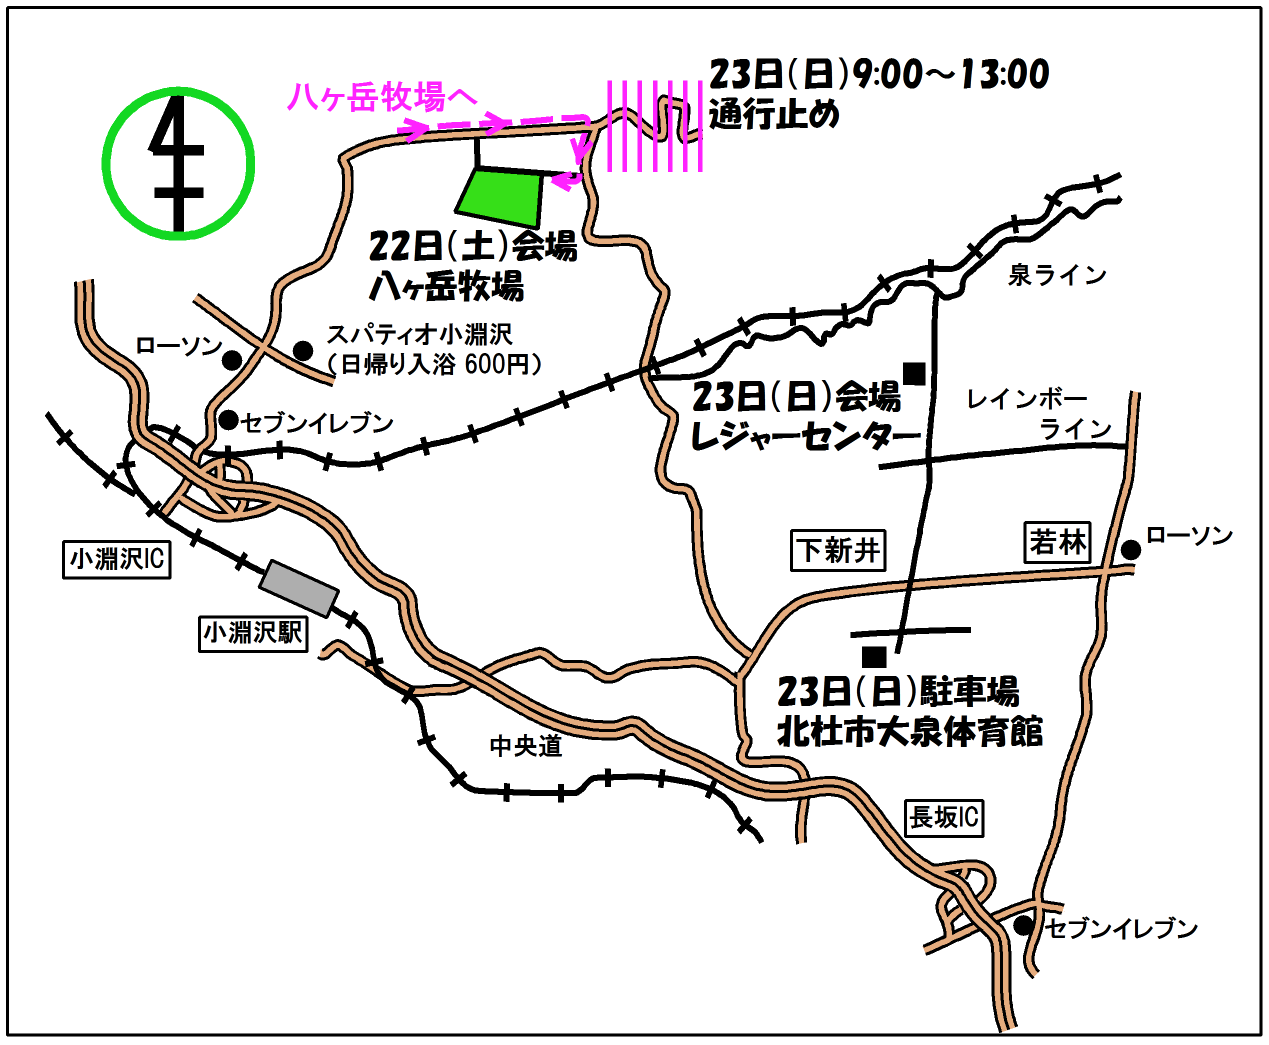 23日(日)9:00～13:00
通行止め
八ヶ岳牧場へ
22日(土)会場
八ヶ岳牧場
泉ライン
スパティオ小淵沢
(日帰り入浴 600円)
ローソン
セブンイレブン
23日(日)会場
レジャーセンター
レインボー
ライン
小淵沢IC
下新井
若林
ローソン
小淵沢駅
23日(日)駐車場
北杜市大泉体育館
中央道
長坂IC
セブンイレブン